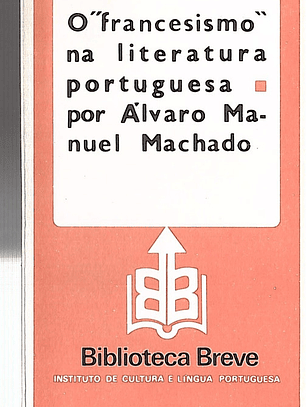 O "francesismo"
na literatura
portuguesa
por Álvaro Ma-
nuel Machado
Biblioteca Breve
INSTITUTO DE CULTURA E LÍNGUA PORTUGUESA